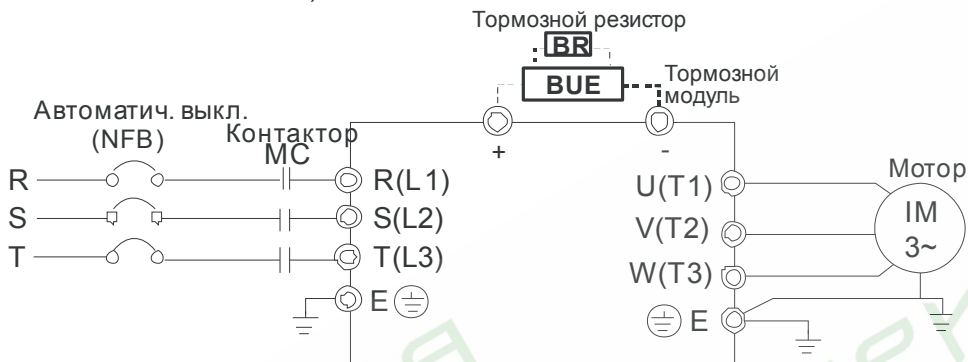 Тормозной резистор
BR
BUE
Тормозной
модуль
Автоматич. выкл.
(NFB)
Контактор
MC
+
-
Мотор
R
R(L1)
U(T1)
IM
3~
S
S(L2)
V(T2)
T
T(L3)
W(T3)
E
E